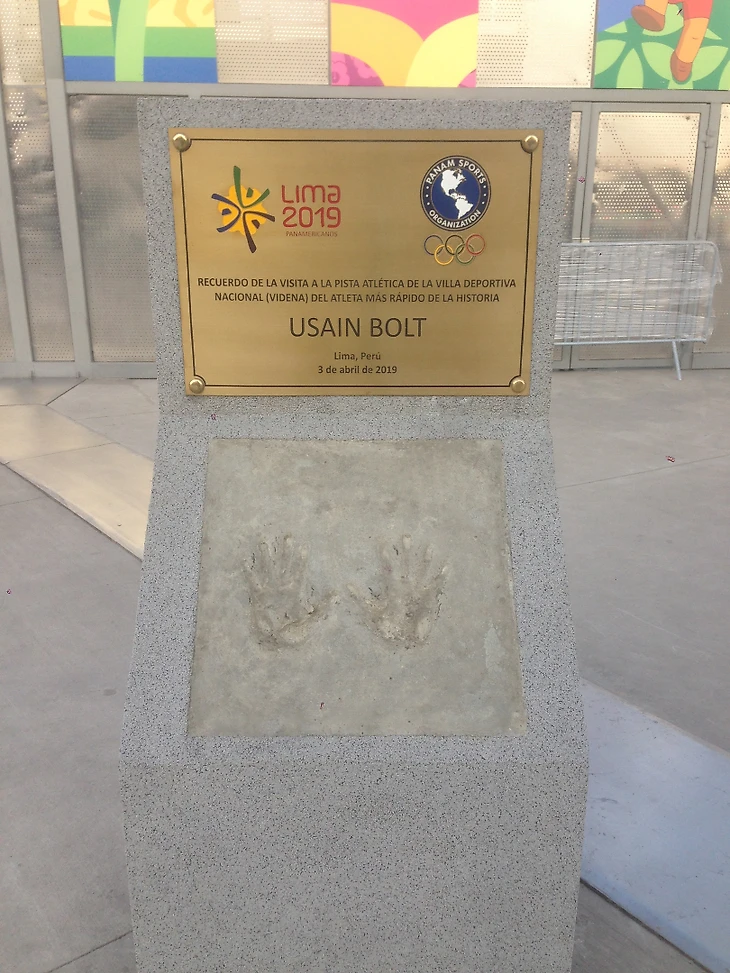 LIMA
2019
PANAMERICANOS
PANAM SPORTS
ORGANIZATION
RECUERDO DE LA VISITA A LA PISTA ATLÉTICA DE LA VILLA DEPORTIVA
NACIONAL (VIDENA) DEL ATLETA MÁS RÁPIDO DE LA HISTORIA
USAIN BOLT
Lima, Perú
3 de abril de 2019